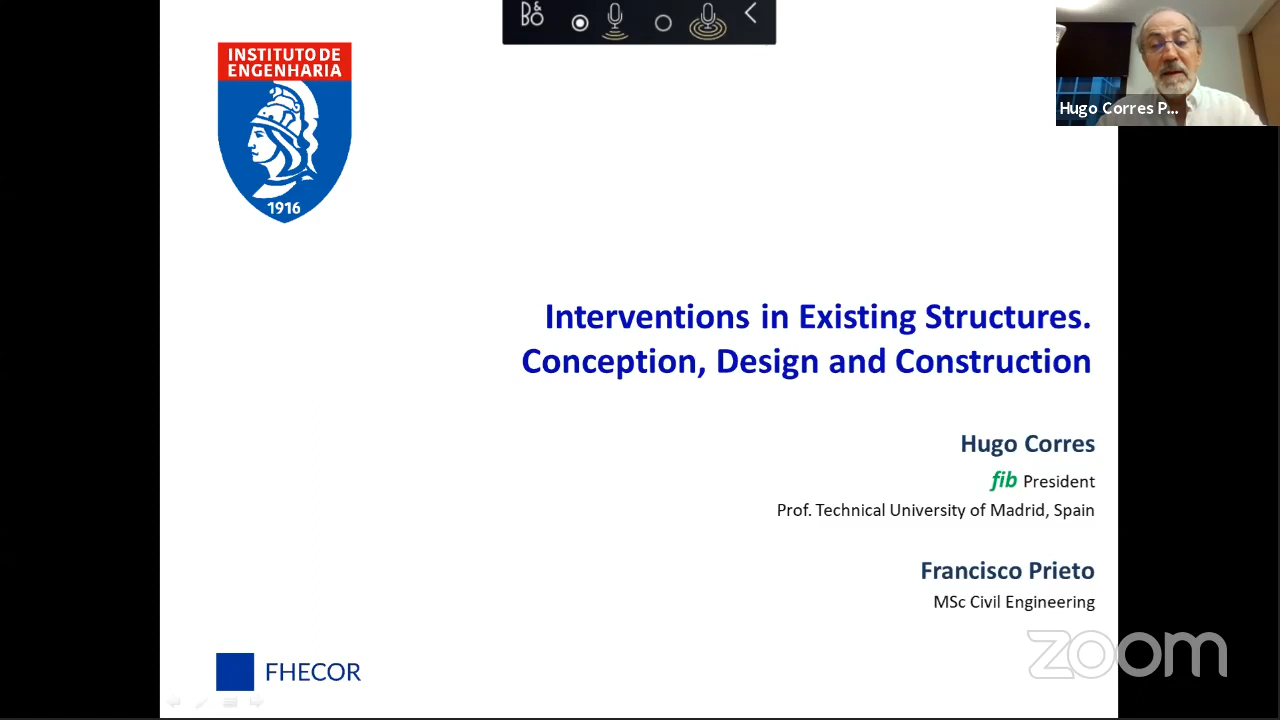 B&O
INSTITUTO DE
ENGENHARIA
1916
Hugo Corres P...
Interventions in Existing Structures.
Conception, Design and Construction
Hugo Corres
fib President
Prof. Technical University of Madrid, Spain
Francisco Prieto
MSc Civil Engineering
zoom
FHECOR